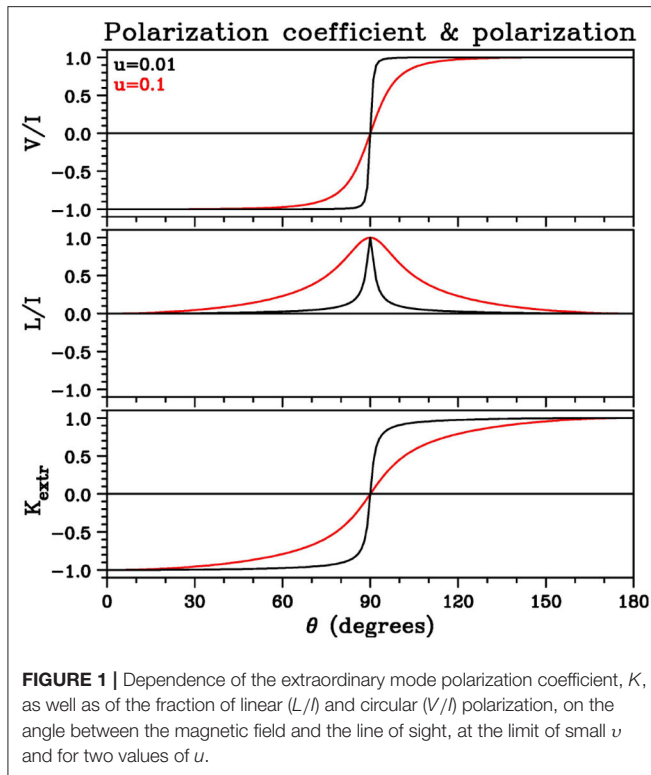 Polarization coefficient & polarization
u=0.01
u=0.1
V/I
1.0
0.5
0.0
−0.5
−1.0
L/I
1.0
0.5
0.0
−0.5
−1.0
K_extr
1.0
0.5
0.0
−0.5
−1.0
0 30 60 90 120 150 180
θ (degrees)
FIGURE 1 | Dependence of the extraordinary mode polarization coefficient, K,
as well as of the fraction of linear (L/I) and circular (V/I) polarization, on the
angle between the magnetic field and the line of sight, at the limit of small υ
and for two values of u.